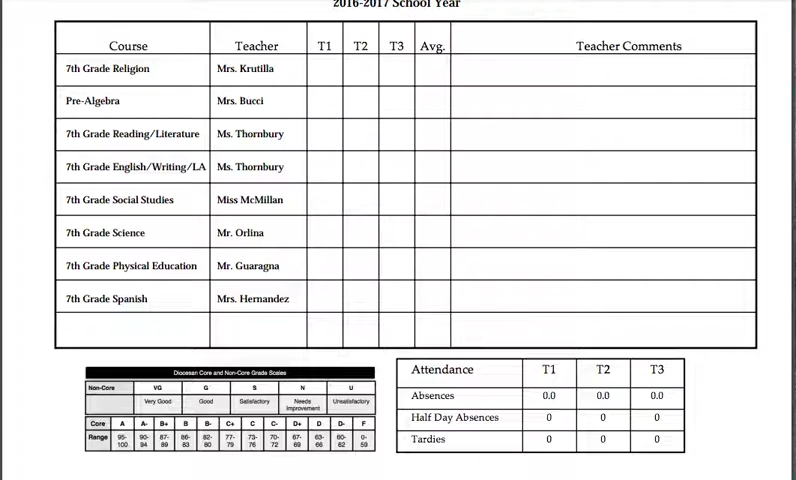 2016-2017 School Year
Course Teacher T1 T2 T3 Avg. Teacher Comments
7th Grade Religion Mrs. Krutilla
Pre-Algebra Mrs. Bucci
7th Grade Reading/Literature Ms. Thornbury
7th Grade English/Writing/LA Ms. Thornbury
7th Grade Social Studies Miss McMillan
7th Grade Science Mr. Orlina
7th Grade Physical Education Mr. Guaragna
7th Grade Spanish Mrs. Hernandez
Diocesan Core and Non-Core Grade Scales
Non-Core VG G S N U
Very Good Good Satisfactory Needs Improvement Unsatisfactory
Core A A- B+ B B- C+ C C- D+ D D- F
Range 95-100 90-94 87-89 86-83 82-80 77-79 73-76 70-72 67-69 63-66 60-62 0-59
Attendance T1 T2 T3
Absences 0.0 0.0 0.0
Half Day Absences 0 0 0
Tardies 0 0 0